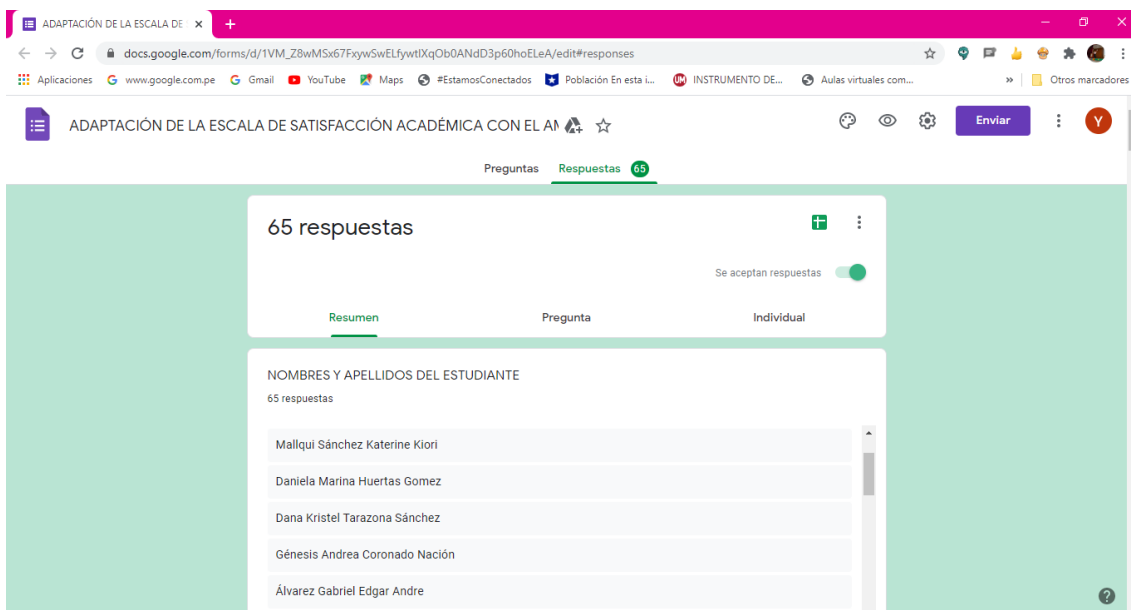 ADAPTACIÓN DE LA ESCALA DE
docs.google.com/forms/d/1VM_Z8wMSx67FxywSwELfywtlXqOb0ANdD3p60hoELeA/edit#responses
Aplicaciones www.google.com.pe Gmail YouTube Maps #EstamosConectados Población En esta i... INSTRUMENTO DE... Aulas virtuales com... » Otros marcadores
ADAPTACIÓN DE LA ESCALA DE SATISFACCIÓN ACADÉMICA CON EL AM Enviar Y
Preguntas Respuestas 65
65 respuestas
Se aceptan respuestas
Resumen Pregunta Individual
NOMBRES Y APELLIDOS DEL ESTUDIANTE
65 respuestas
Mallqui Sánchez Katerine Kiori
Daniela Marina Huertas Gomez
Dana Kristel Tarazona Sánchez
Génesis Andrea Coronado Nación
Álvarez Gabriel Edgar Andre